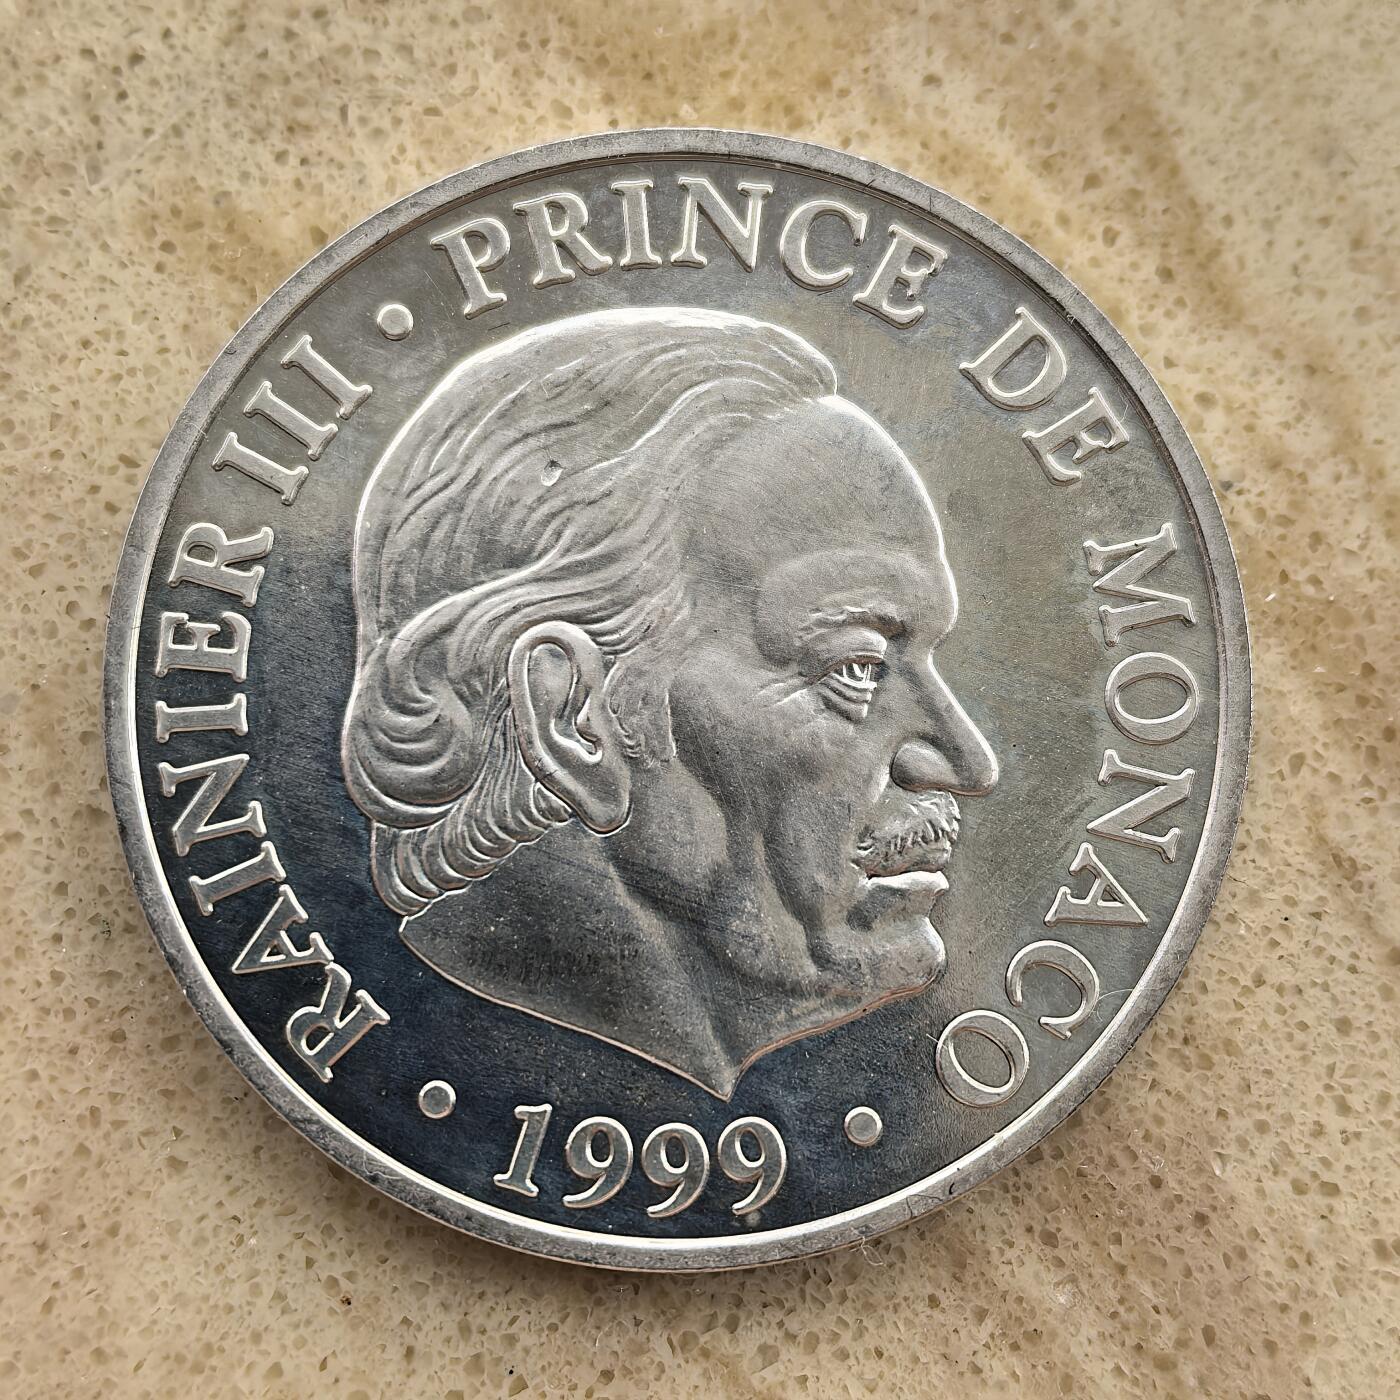 RAINIER III • PRINCE DE MONACO
• 1999 •